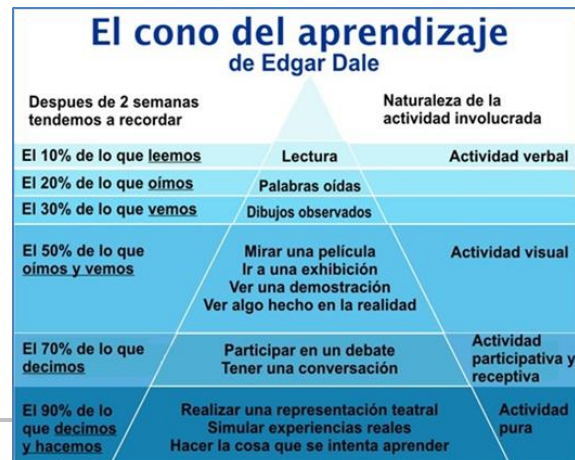 El cono del aprendizaje
de Edgar Dale
Despues de 2 semanas
tendemos a recordar
Naturaleza de la
actividad involucrada
El 10% de lo que leemos
Lectura
Actividad verbal
El 20% de lo que oímos
Palabras oídas
El 30% de lo que vemos
Dibujos observados
El 50% de lo que
oímos y vemos
Mirar una película
Ir a una exhibición
Ver una demostración
Ver algo hecho en la realidad
Actividad visual
El 70% de lo que
decimos
Participar en un debate
Tener una conversación
Actividad
participativa y
receptiva
El 90% de lo
que decimos
y hacemos
Realizar una representación teatral
Simular experiencias reales
Hacer la cosa que se intenta aprender
Actividad
pura